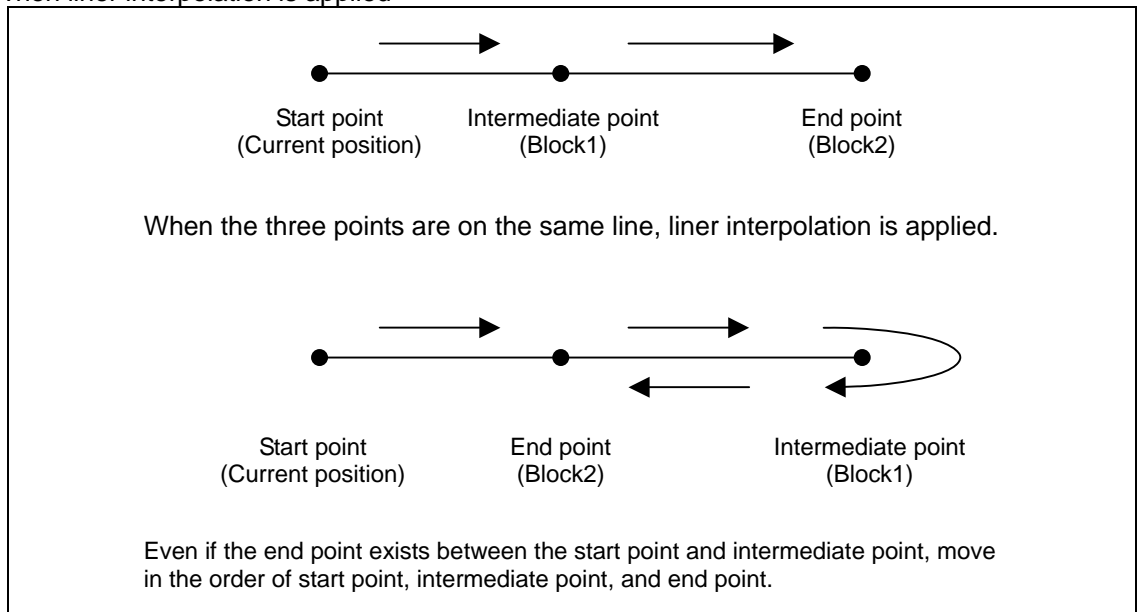 liner interpolation is applied
Start point Intermediate point End point
(Current position) (Block1) (Block2)
When the three points are on the same line, liner interpolation is applied.
Start point End point Intermediate point
(Current position) (Block2) (Block1)
Even if the end point exists between the start point and intermediate point, move
in the order of start point, intermediate point, and end point.